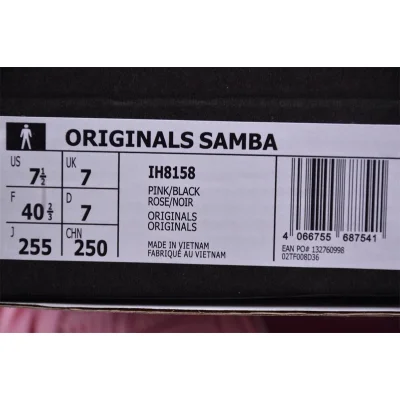 ORIGINALS SAMBA
US 7½ UK 7
F 40⅔ D 7
J 255 CHN 250
IH8158
PINK/BLACK
ROSE/NOIR
ORIGINALS
ORIGINALS
MADE IN VIETNAM
FABRIQUÉ AU VIETNAM
4 066755 687541
EAN PO# 132760998
02TF008D36